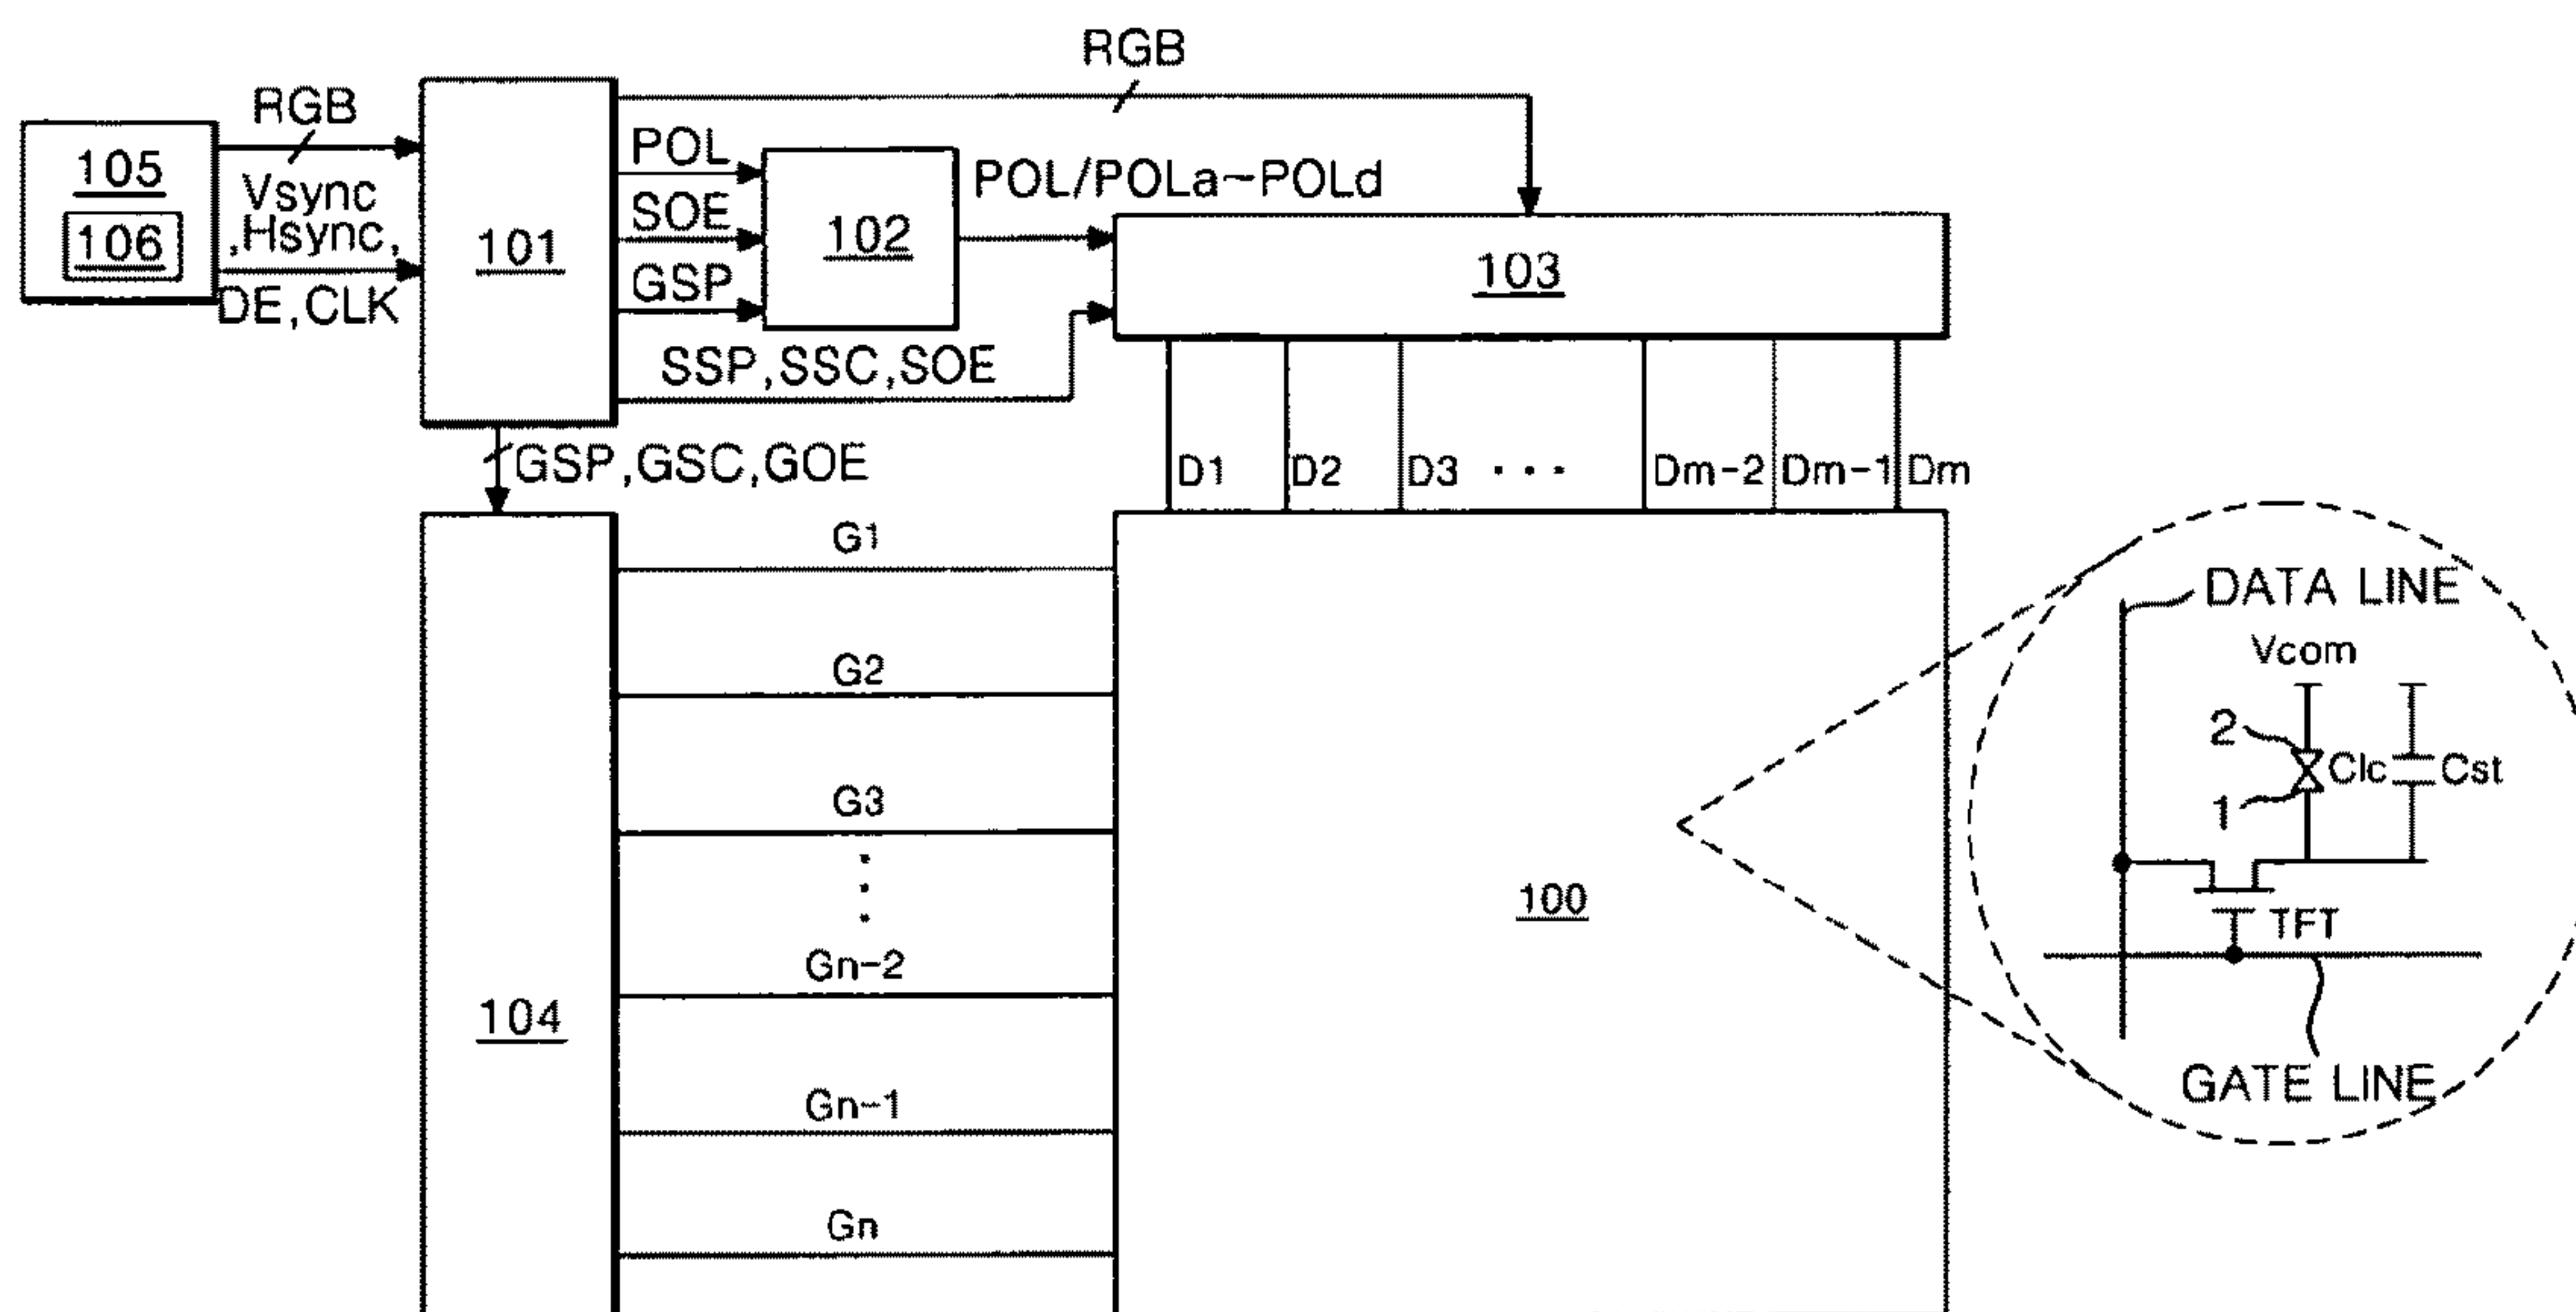 RGB
RGB
105
106
Vsync
,Hsync,
DE,CLK
101
POL
SOE
GSP
102
POL/POLa~POLd
103
SSP,SSC,SOE
GSP,GSC,GOE
D1 D2 D3 ··· Dm-2 Dm-1 Dm
G1
G2
G3
Gn-2
Gn-1
Gn
104
100
DATA LINE
Vcom
2
Clc
Cst
1
TFT
GATE LINE